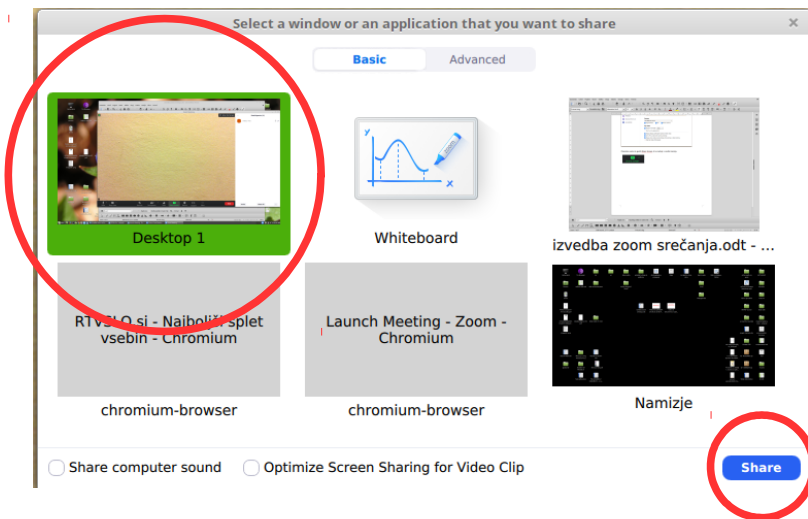 Select a window or an application that you want to share
Basic
Advanced
Desktop 1
Whiteboard
izvedba zoom srečanja.odt - ...
RTVSLO.si - Najboljši splet
vsebin - Chromium
Launch Meeting - Zoom -
Chromium
chromium-browser
chromium-browser
Namizje
Share computer sound
Optimize Screen Sharing for Video Clip
Share